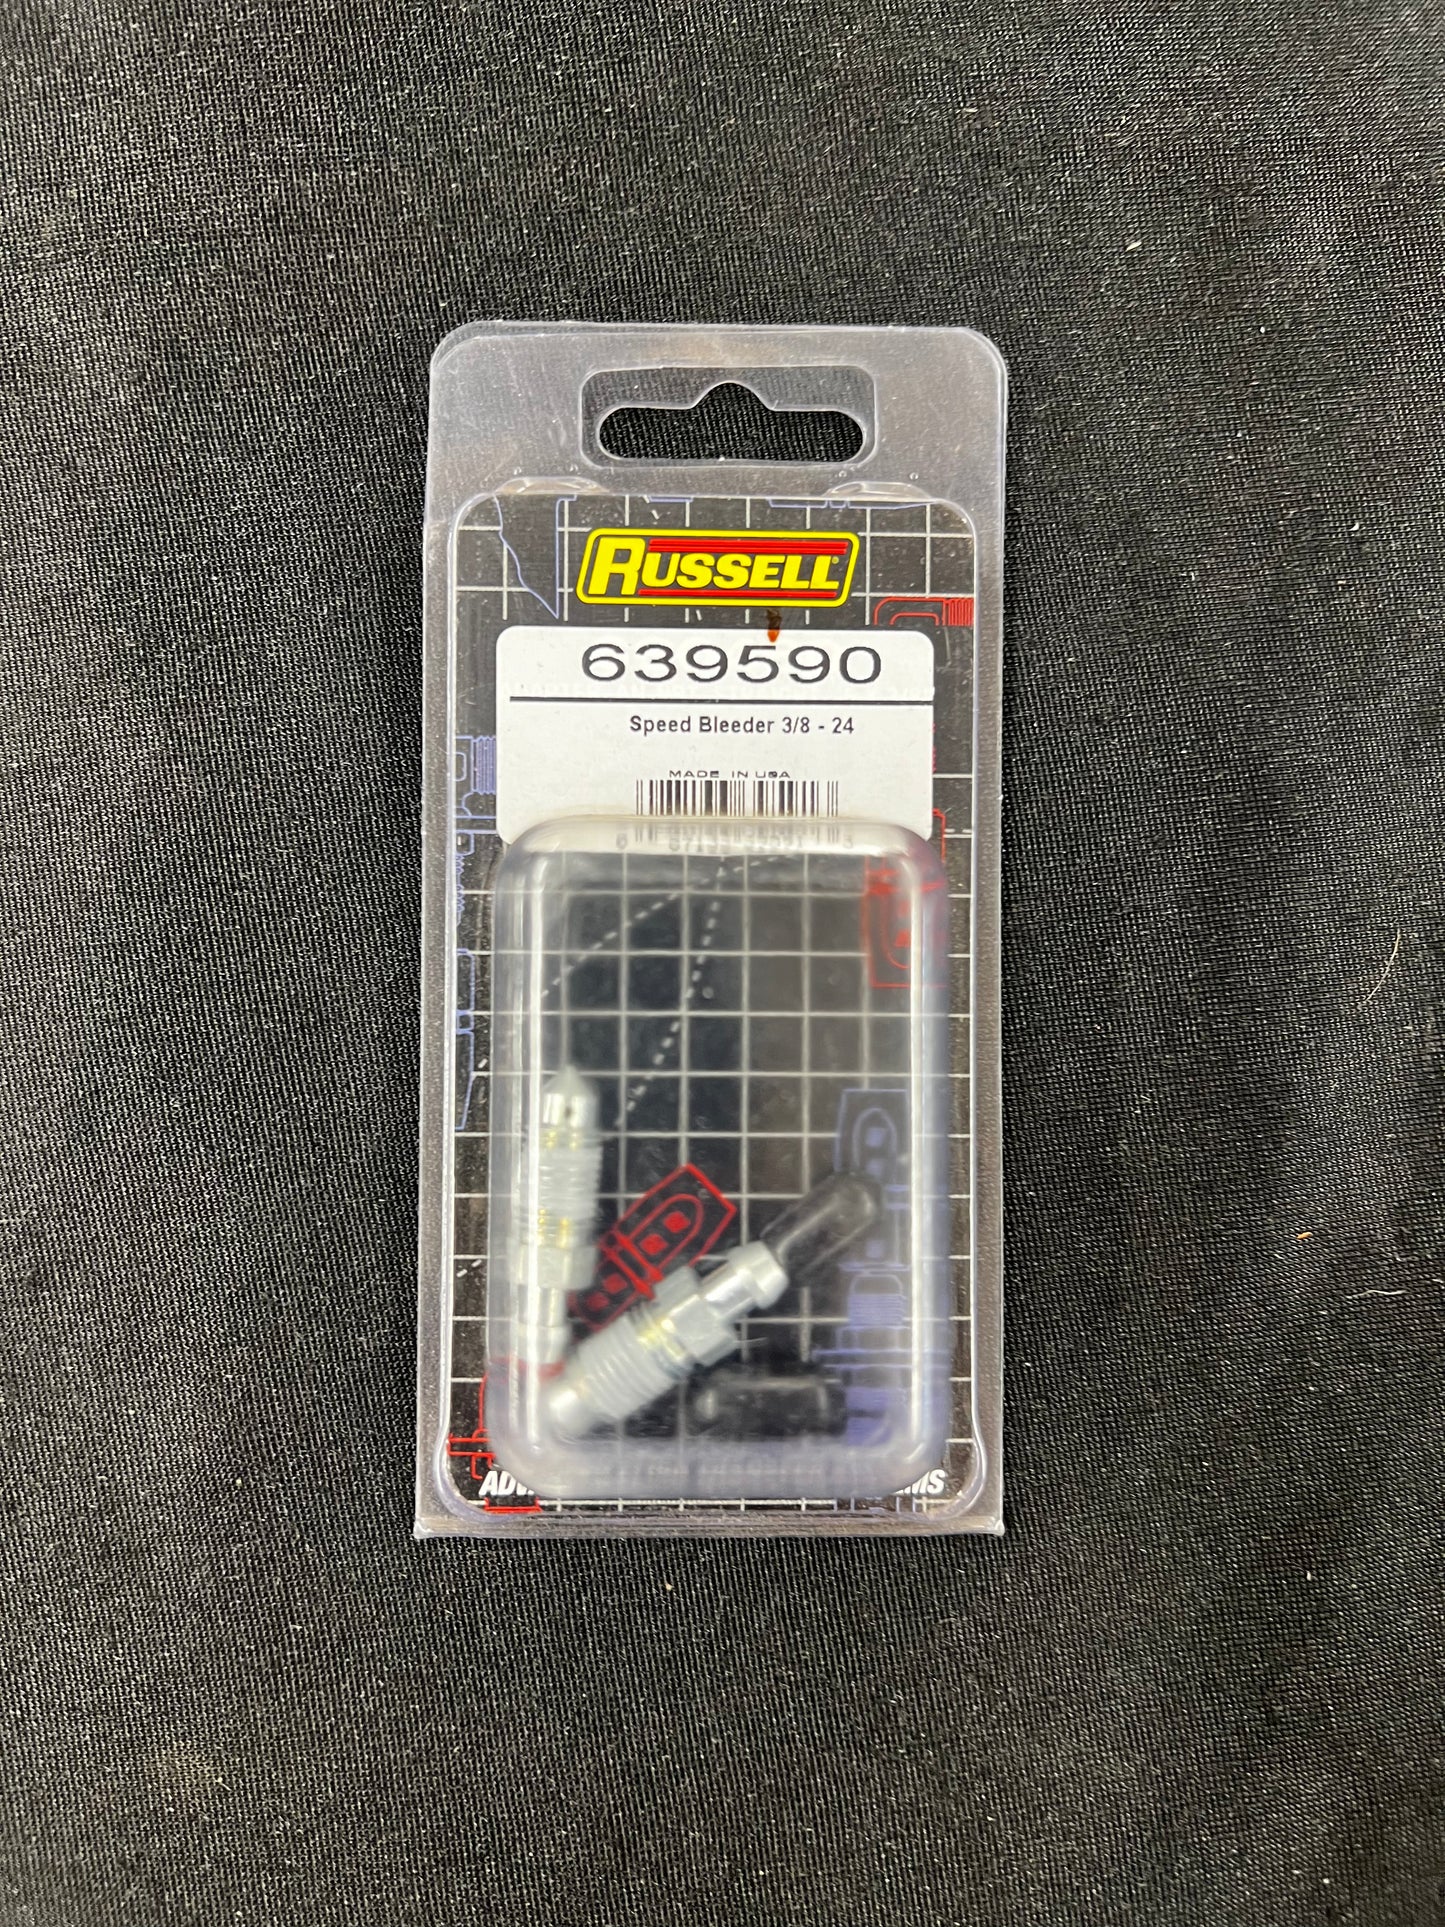 RUSSELL®
639590
Speed Bleeder 3/8 - 24
MADE IN USA